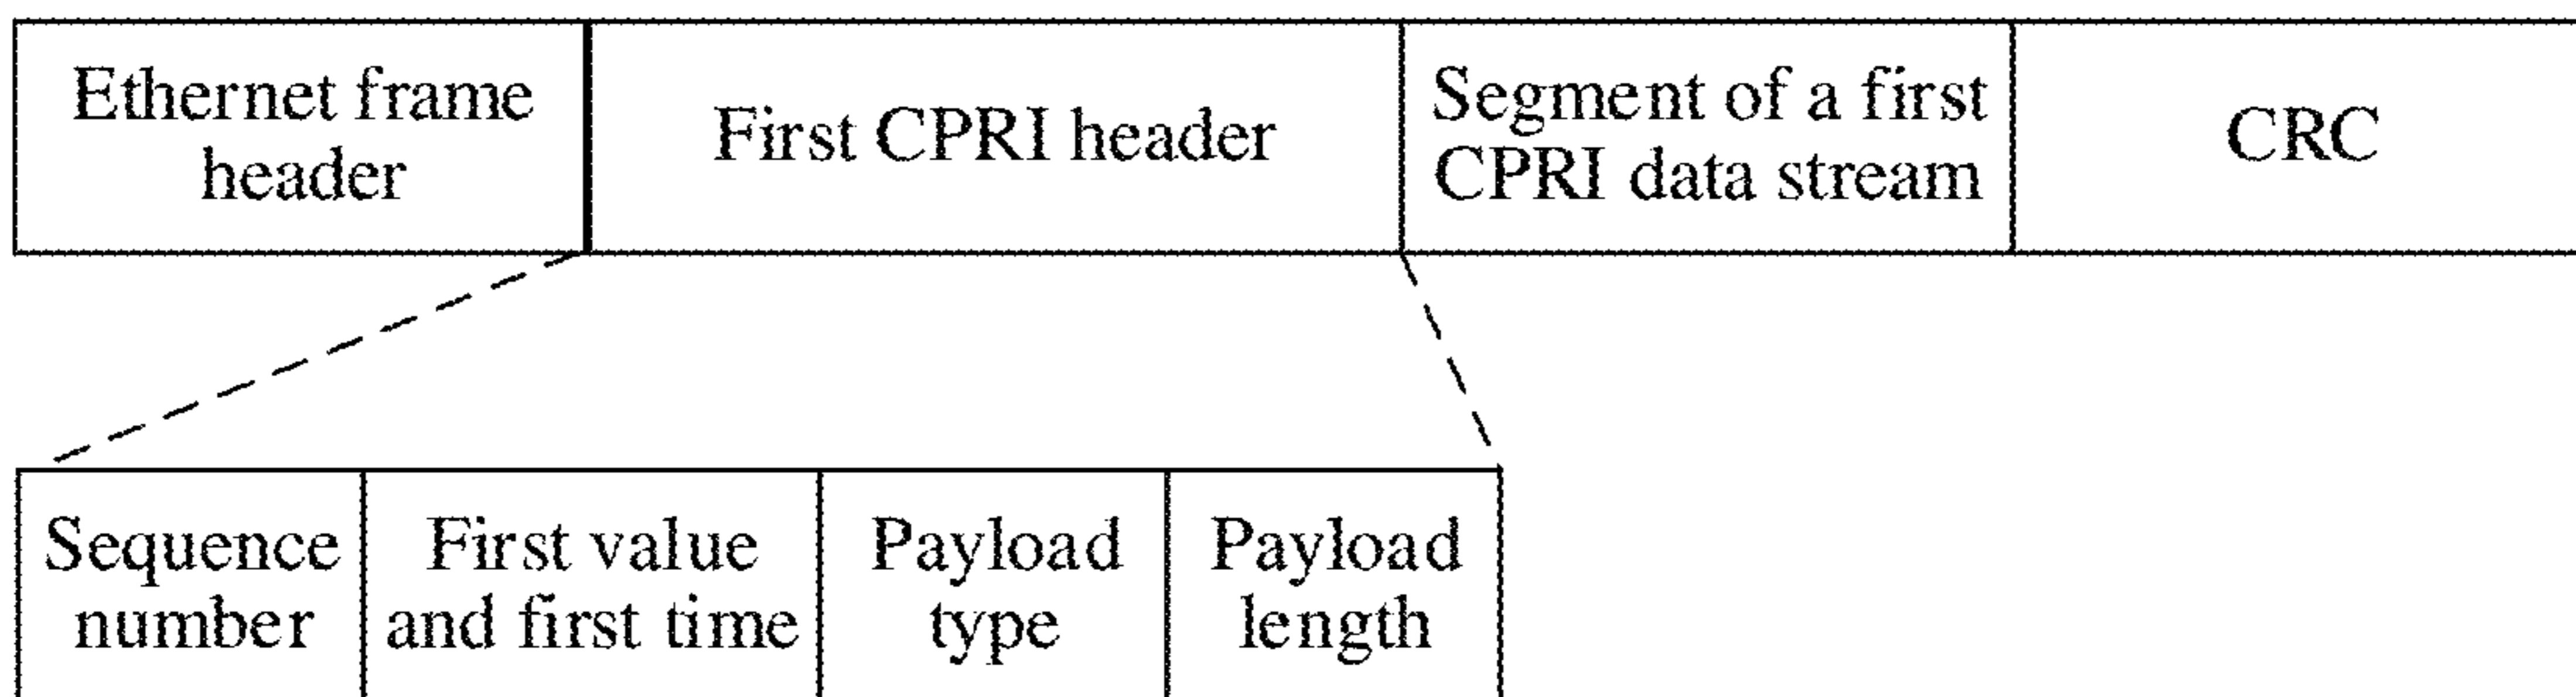 Ethernet frame
header
First CPRI header
Segment of a first
CPRI data stream
CRC
Sequence
number
First value
and first time
Payload
type
Payload
length